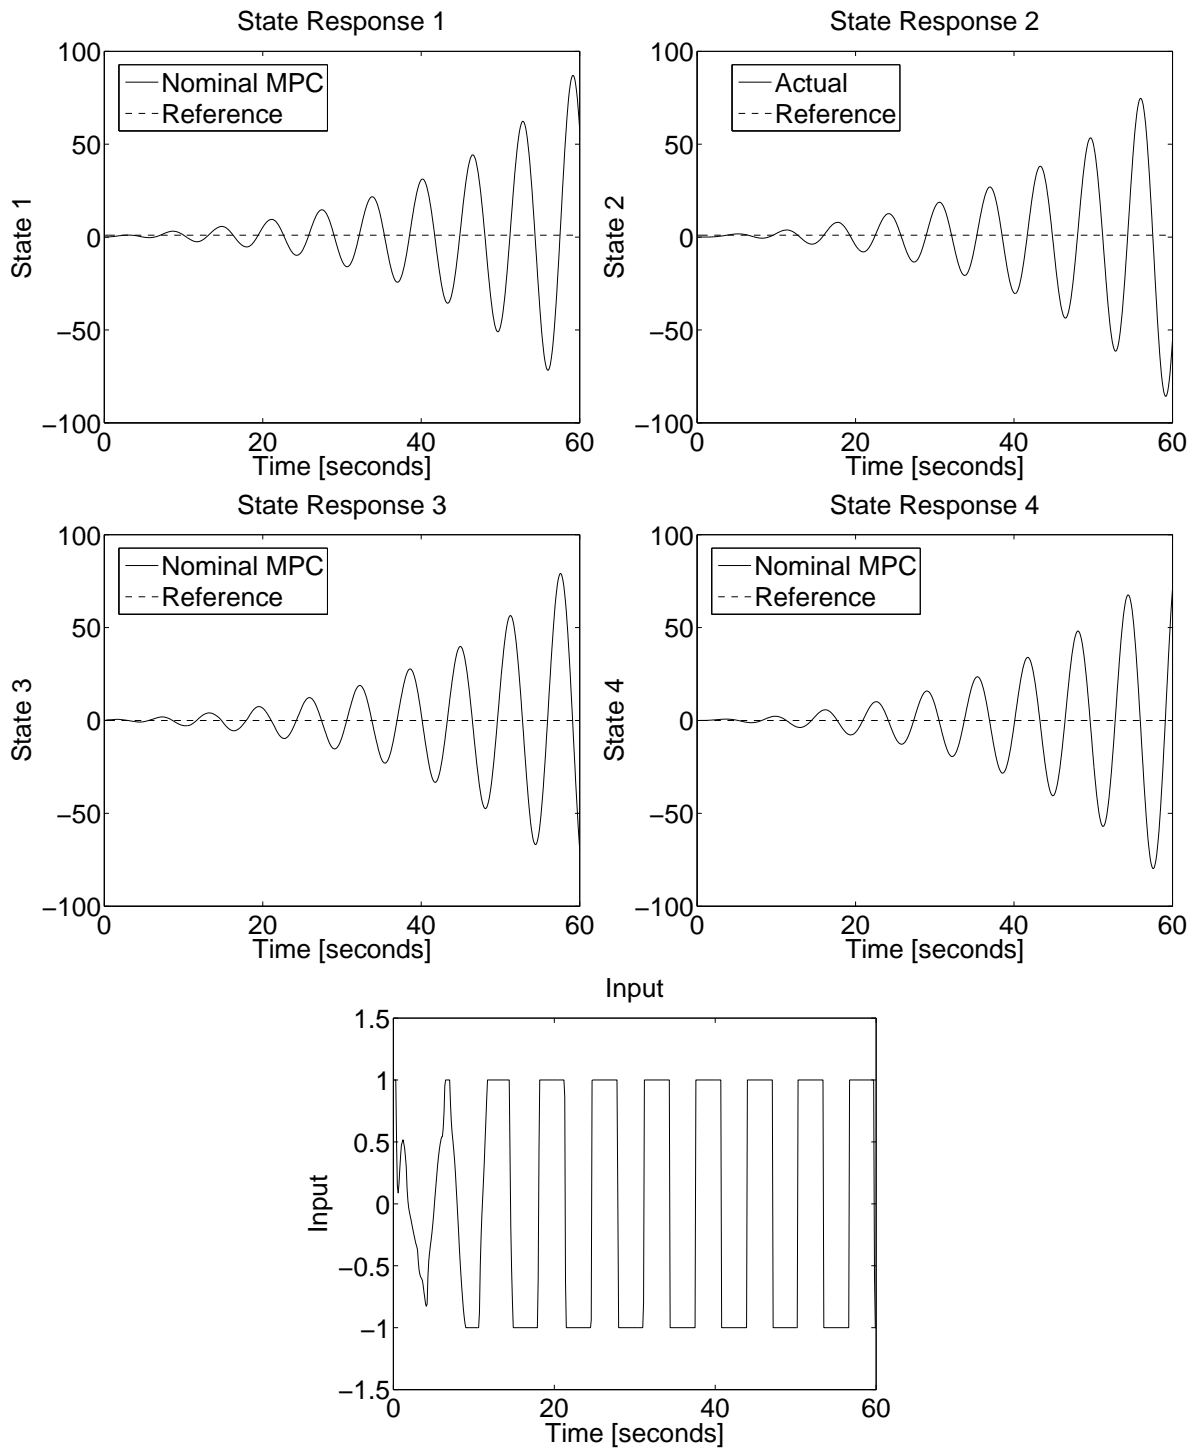 State Response 1
100
50
0
−50
−100
State 1
Nominal MPC
Reference
0 20 40 60
Time [seconds]
State Response 2
100
50
0
−50
−100
State 2
Actual
Reference
0 20 40 60
Time [seconds]
State Response 3
100
50
0
−50
−100
State 3
Nominal MPC
Reference
0 20 40 60
Time [seconds]
State Response 4
100
50
0
−50
−100
State 4
Nominal MPC
Reference
0 20 40 60
Time [seconds]
Input
1.5
1
0.5
0
−0.5
−1
−1.5
Input
0 20 40 60
Time [seconds]